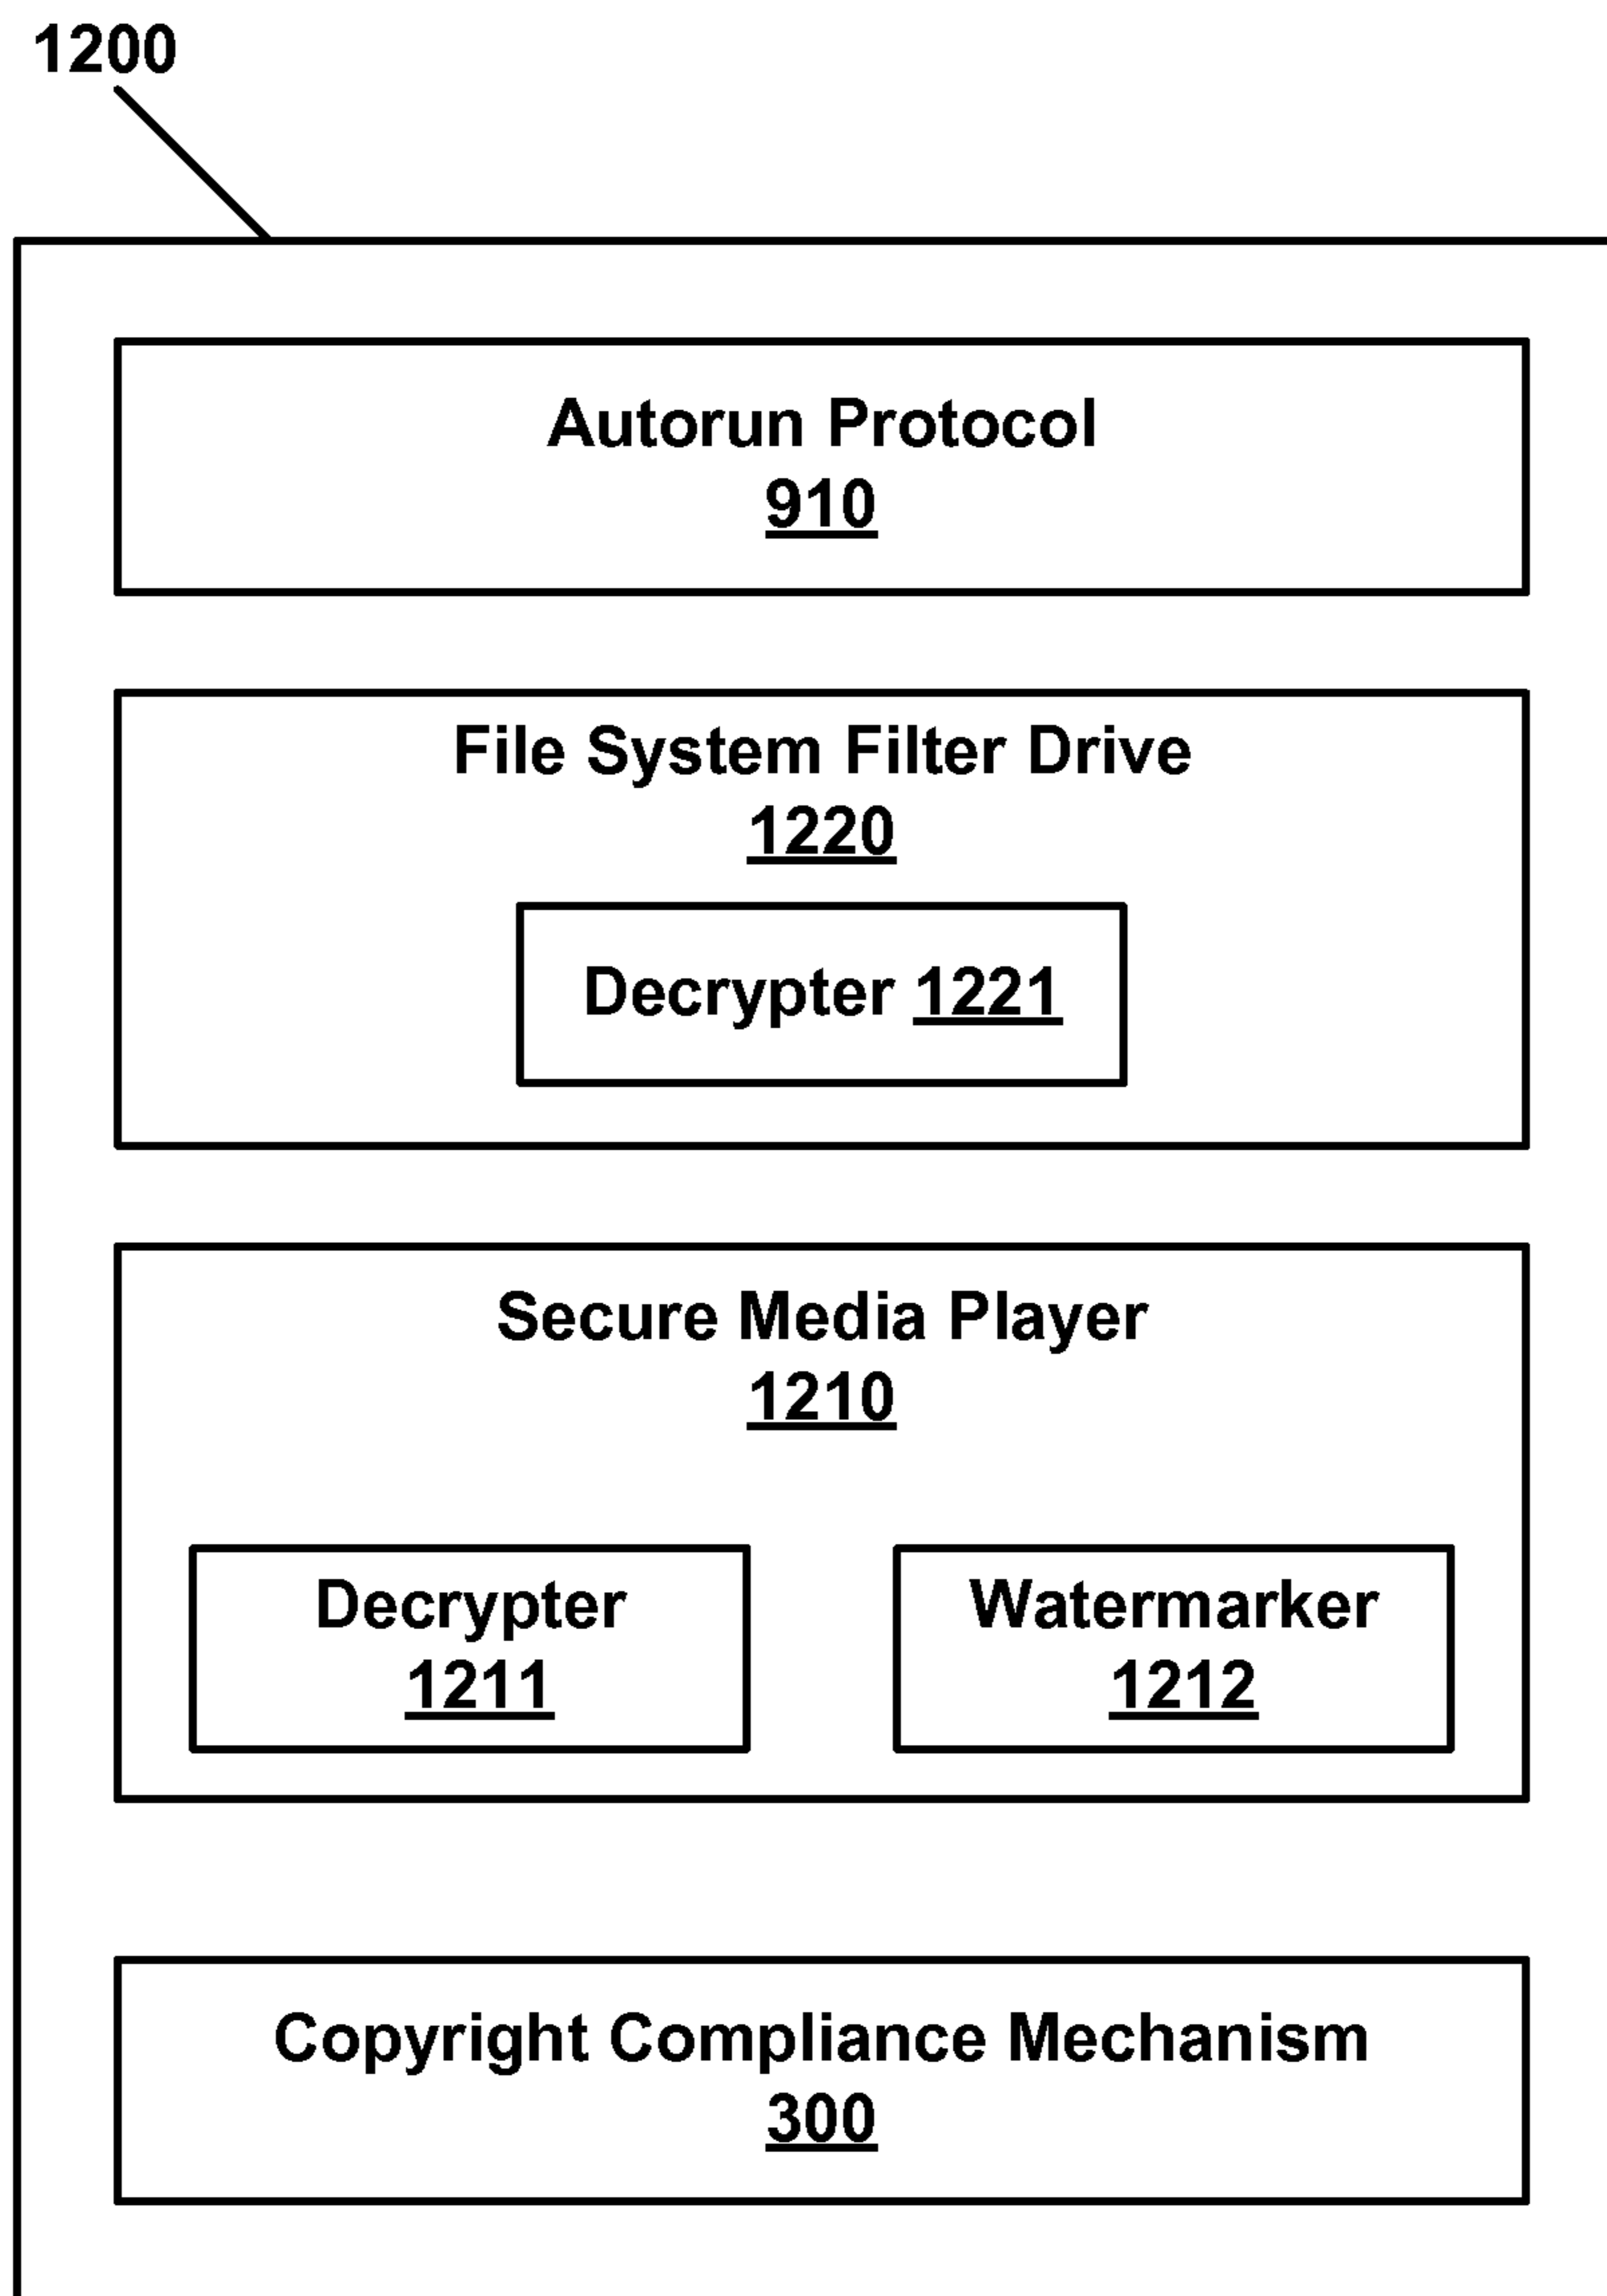 1200
Autorun Protocol
910
File System Filter Drive
1220
Decrypter 1221
Secure Media Player
1210
Decrypter
1211
Watermarker
1212
Copyright Compliance Mechanism
300